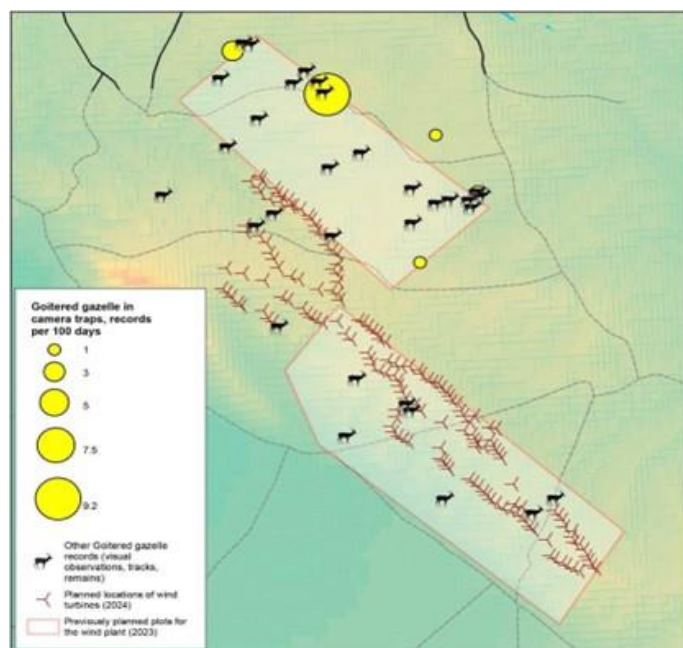 Goitered gazelle in
camera traps, records
per 100 days
1
3
5
7.5
9.2
Other Goitered gazelle
records (visual
observations, tracks,
remains)
Planned locations of wind
turbines (2024)
Previously planned plots for
the wind plant (2023)